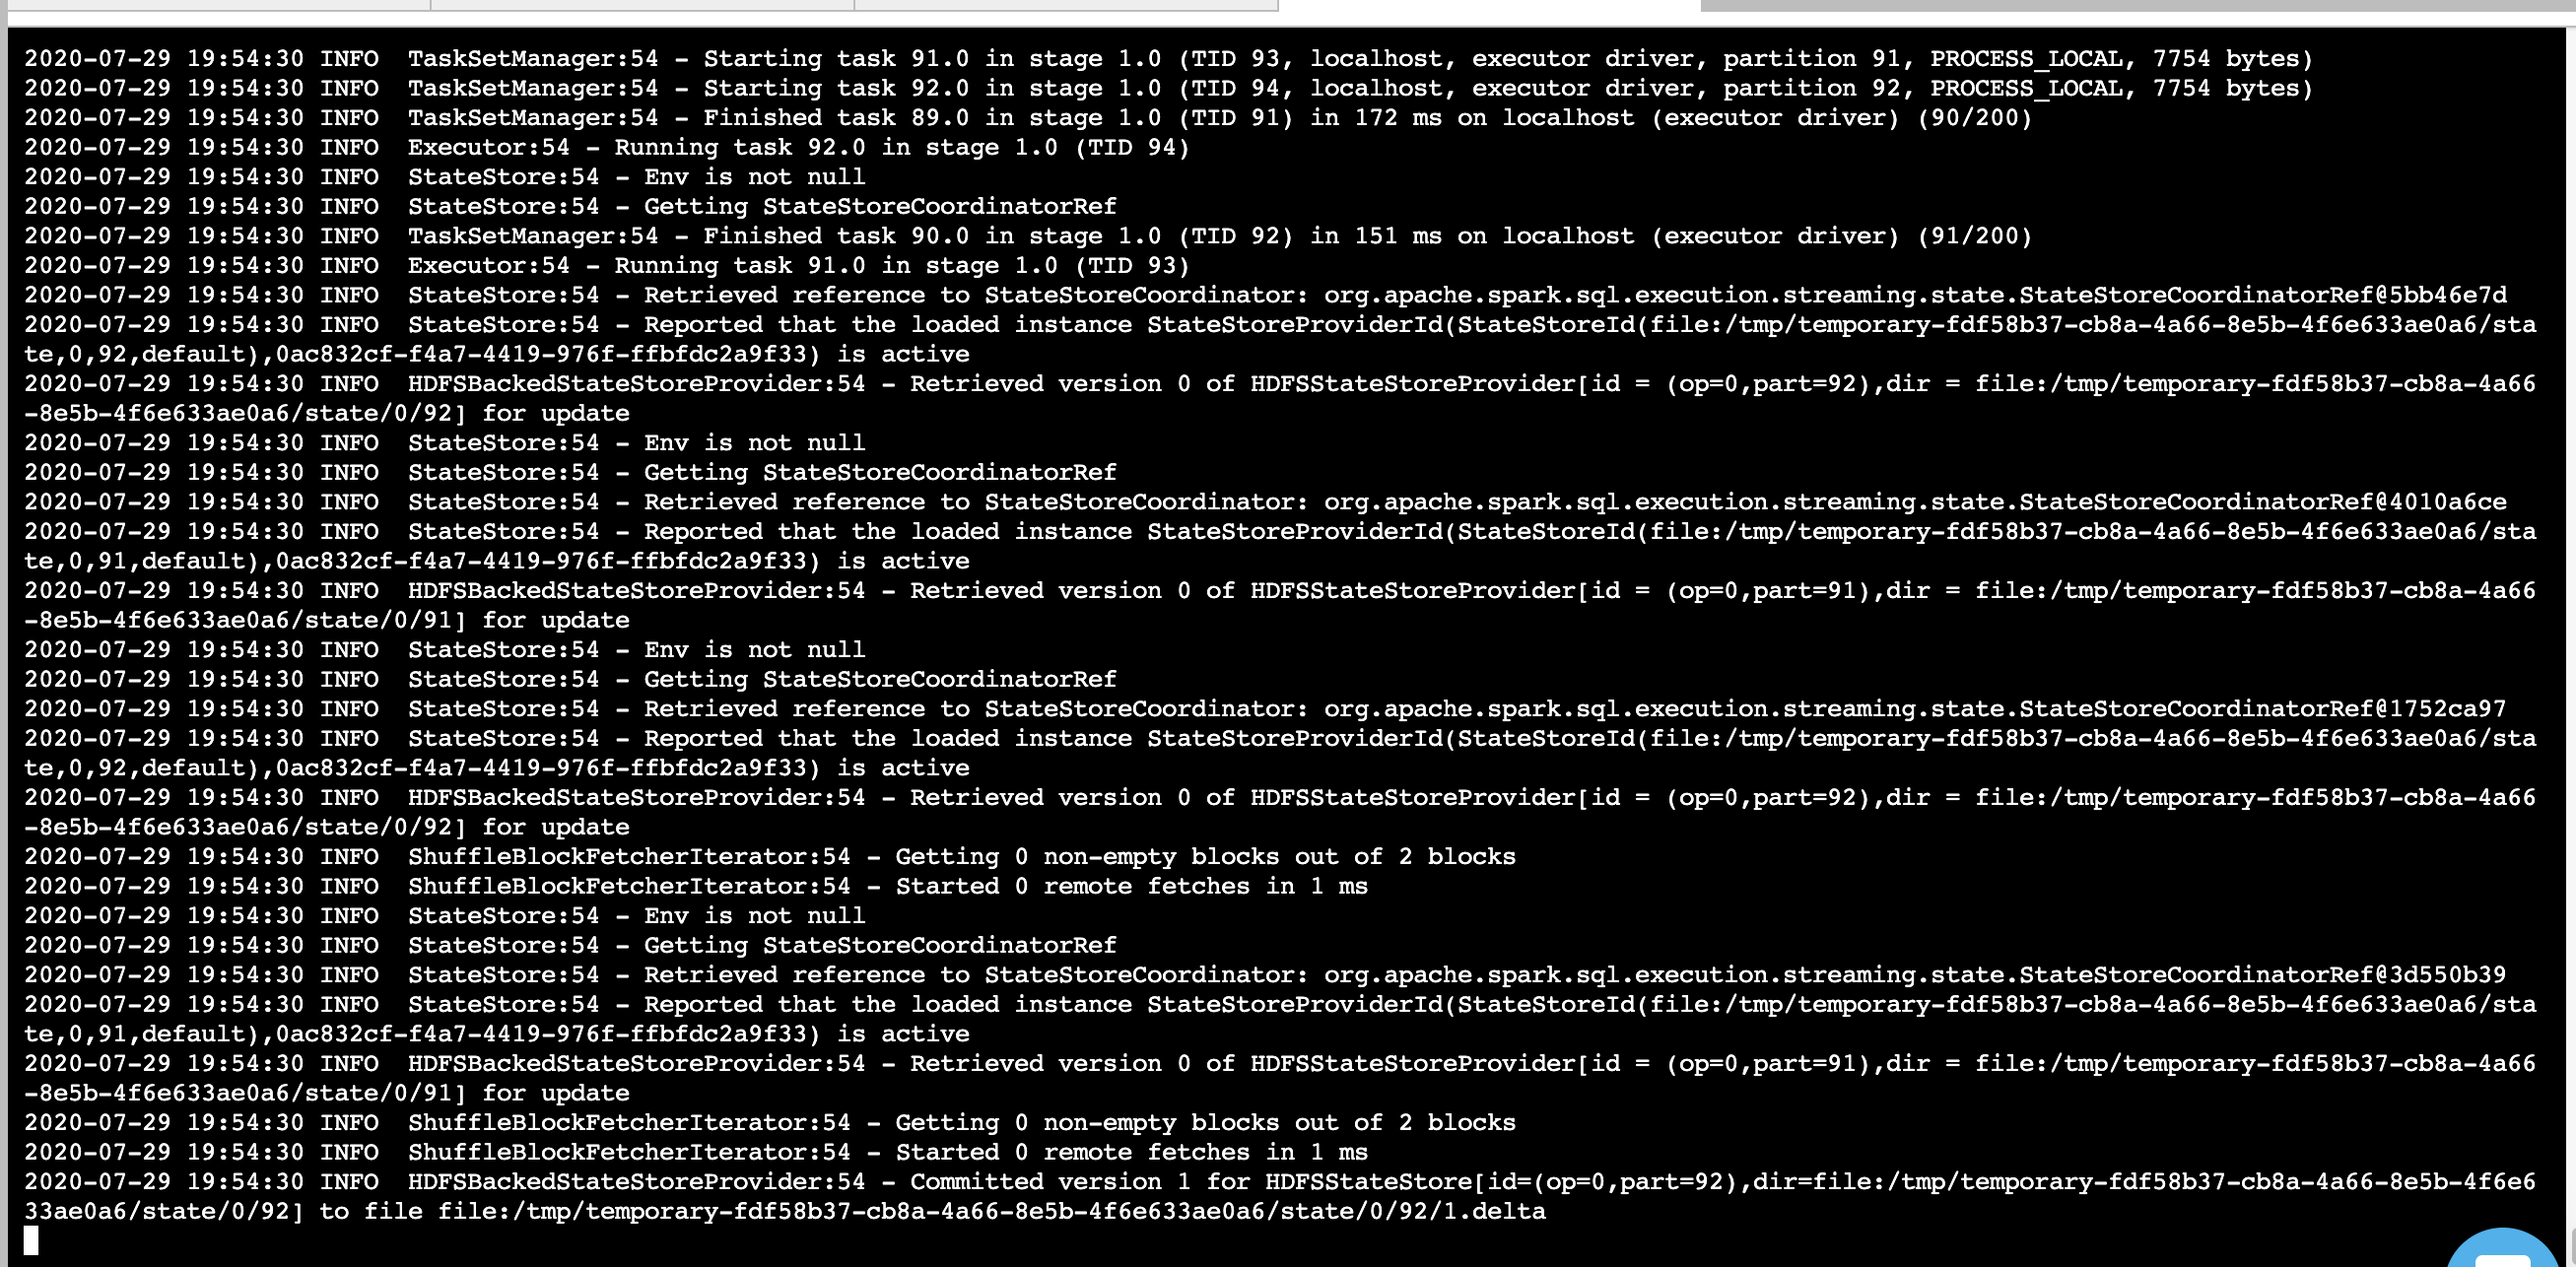 2020-07-29 19:54:30 INFO  TaskSetManager:54 - Starting task 91.0 in stage 1.0 (TID 93, localhost, executor driver, partition 91, PROCESS_LOCAL, 7754 bytes)
2020-07-29 19:54:30 INFO  TaskSetManager:54 - Starting task 92.0 in stage 1.0 (TID 94, localhost, executor driver, partition 92, PROCESS_LOCAL, 7754 bytes)
2020-07-29 19:54:30 INFO  TaskSetManager:54 - Finished task 89.0 in stage 1.0 (TID 91) in 172 ms on localhost (executor driver) (90/200)
2020-07-29 19:54:30 INFO  Executor:54 - Running task 92.0 in stage 1.0 (TID 94)
2020-07-29 19:54:30 INFO  StateStore:54 - Env is not null
2020-07-29 19:54:30 INFO  StateStore:54 - Getting StateStoreCoordinatorRef
2020-07-29 19:54:30 INFO  TaskSetManager:54 - Finished task 90.0 in stage 1.0 (TID 92) in 151 ms on localhost (executor driver) (91/200)
2020-07-29 19:54:30 INFO  Executor:54 - Running task 91.0 in stage 1.0 (TID 93)
2020-07-29 19:54:30 INFO  StateStore:54 - Retrieved reference to StateStoreCoordinator: org.apache.spark.sql.execution.streaming.state.StateStoreCoordinatorRef@5bb46e7d
2020-07-29 19:54:30 INFO  StateStore:54 - Reported that the loaded instance StateStoreProviderId(StateStoreId(file:/tmp/temporary-fdf58b37-cb8a-4a66-8e5b-4f6e633ae0a6/sta
te,0,92,default),0ac832cf-f4a7-4419-976f-ffbfdc2a9f33) is active
2020-07-29 19:54:30 INFO  HDFSBackedStateStoreProvider:54 - Retrieved version 0 of HDFSStateStoreProvider[id = (op=0,part=92),dir = file:/tmp/temporary-fdf58b37-cb8a-4a66
-8e5b-4f6e633ae0a6/state/0/92] for update
2020-07-29 19:54:30 INFO  StateStore:54 - Env is not null
2020-07-29 19:54:30 INFO  StateStore:54 - Getting StateStoreCoordinatorRef
2020-07-29 19:54:30 INFO  StateStore:54 - Retrieved reference to StateStoreCoordinator: org.apache.spark.sql.execution.streaming.state.StateStoreCoordinatorRef@4010a6ce
2020-07-29 19:54:30 INFO  StateStore:54 - Reported that the loaded instance StateStoreProviderId(StateStoreId(file:/tmp/temporary-fdf58b37-cb8a-4a66-8e5b-4f6e633ae0a6/sta
te,0,91,default),0ac832cf-f4a7-4419-976f-ffbfdc2a9f33) is active
2020-07-29 19:54:30 INFO  HDFSBackedStateStoreProvider:54 - Retrieved version 0 of HDFSStateStoreProvider[id = (op=0,part=91),dir = file:/tmp/temporary-fdf58b37-cb8a-4a66
-8e5b-4f6e633ae0a6/state/0/91] for update
2020-07-29 19:54:30 INFO  StateStore:54 - Env is not null
2020-07-29 19:54:30 INFO  StateStore:54 - Getting StateStoreCoordinatorRef
2020-07-29 19:54:30 INFO  StateStore:54 - Retrieved reference to StateStoreCoordinator: org.apache.spark.sql.execution.streaming.state.StateStoreCoordinatorRef@1752ca97
2020-07-29 19:54:30 INFO  StateStore:54 - Reported that the loaded instance StateStoreProviderId(StateStoreId(file:/tmp/temporary-fdf58b37-cb8a-4a66-8e5b-4f6e633ae0a6/sta
te,0,92,default),0ac832cf-f4a7-4419-976f-ffbfdc2a9f33) is active
2020-07-29 19:54:30 INFO  HDFSBackedStateStoreProvider:54 - Retrieved version 0 of HDFSStateStoreProvider[id = (op=0,part=92),dir = file:/tmp/temporary-fdf58b37-cb8a-4a66
-8e5b-4f6e633ae0a6/state/0/92] for update
2020-07-29 19:54:30 INFO  ShuffleBlockFetcherIterator:54 - Getting 0 non-empty blocks out of 2 blocks
2020-07-29 19:54:30 INFO  ShuffleBlockFetcherIterator:54 - Started 0 remote fetches in 1 ms
2020-07-29 19:54:30 INFO  StateStore:54 - Env is not null
2020-07-29 19:54:30 INFO  StateStore:54 - Getting StateStoreCoordinatorRef
2020-07-29 19:54:30 INFO  StateStore:54 - Retrieved reference to StateStoreCoordinator: org.apache.spark.sql.execution.streaming.state.StateStoreCoordinatorRef@3d550b39
2020-07-29 19:54:30 INFO  StateStore:54 - Reported that the loaded instance StateStoreProviderId(StateStoreId(file:/tmp/temporary-fdf58b37-cb8a-4a66-8e5b-4f6e633ae0a6/sta
te,0,91,default),0ac832cf-f4a7-4419-976f-ffbfdc2a9f33) is active
2020-07-29 19:54:30 INFO  HDFSBackedStateStoreProvider:54 - Retrieved version 0 of HDFSStateStoreProvider[id = (op=0,part=91),dir = file:/tmp/temporary-fdf58b37-cb8a-4a66
-8e5b-4f6e633ae0a6/state/0/91] for update
2020-07-29 19:54:30 INFO  ShuffleBlockFetcherIterator:54 - Getting 0 non-empty blocks out of 2 blocks
2020-07-29 19:54:30 INFO  ShuffleBlockFetcherIterator:54 - Started 0 remote fetches in 1 ms
2020-07-29 19:54:30 INFO  HDFSBackedStateStoreProvider:54 - Committed version 1 for HDFSStateStore[id=(op=0,part=92),dir=file:/tmp/temporary-fdf58b37-cb8a-4a66-8e5b-4f6e6
33ae0a6/state/0/92] to file file:/tmp/temporary-fdf58b37-cb8a-4a66-8e5b-4f6e633ae0a6/state/0/92/1.delta